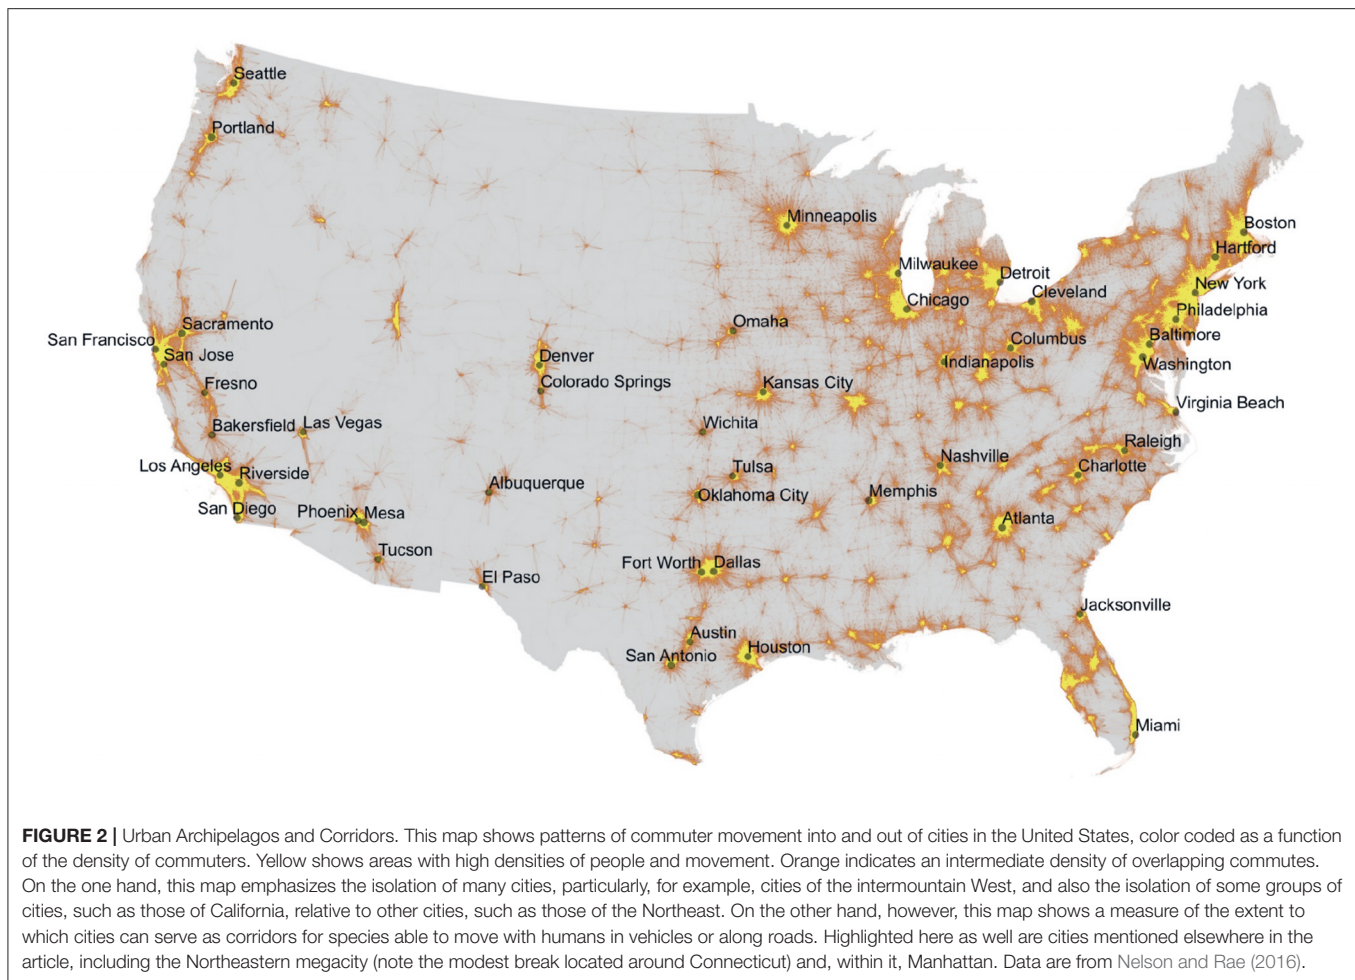 Seattle
Portland
Minneapolis
Boston
Hartford
Milwaukee
Detroit
New York
Cleveland
Chicago
Philadelphia
Omaha
Sacramento
Columbus
Baltimore
San Francisco
San Jose
Denver
Indianapolis
Washington
Fresno
Colorado Springs
Kansas City
Virginia Beach
Bakersfield
Las Vegas
Wichita
Raleigh
Nashville
Los Angeles
Riverside
Tulsa
Charlotte
Albuquerque
Oklahoma City
Memphis
San Diego
Phoenix
Mesa
Atlanta
Tucson
Fort Worth
Dallas
El Paso
Jacksonville
Austin
San Antonio
Houston
Miami
FIGURE 2 | Urban Archipelagos and Corridors. This map shows patterns of commuter movement into and out of cities in the United States, color coded as a function
of the density of commuters. Yellow shows areas with high densities of people and movement. Orange indicates an intermediate density of overlapping commutes.
On the one hand, this map emphasizes the isolation of many cities, particularly, for example, cities of the intermountain West, and also the isolation of some groups of
cities, such as those of California, relative to other cities, such as those of the Northeast. On the other hand, however, this map shows a measure of the extent to
which cities can serve as corridors for species able to move with humans in vehicles or along roads. Highlighted here as well are cities mentioned elsewhere in the
article, including the Northeastern megacity (note the modest break located around Connecticut) and, within it, Manhattan. Data are from Nelson and Rae (2016).